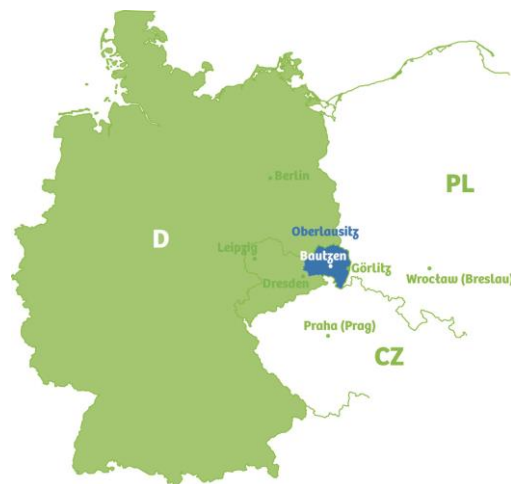 Berlin
PL
Oberlausitz
D
Leipzig
Bautzen
Görlitz
Dresden
Wrocław (Breslau)
Praha (Prag)
CZ